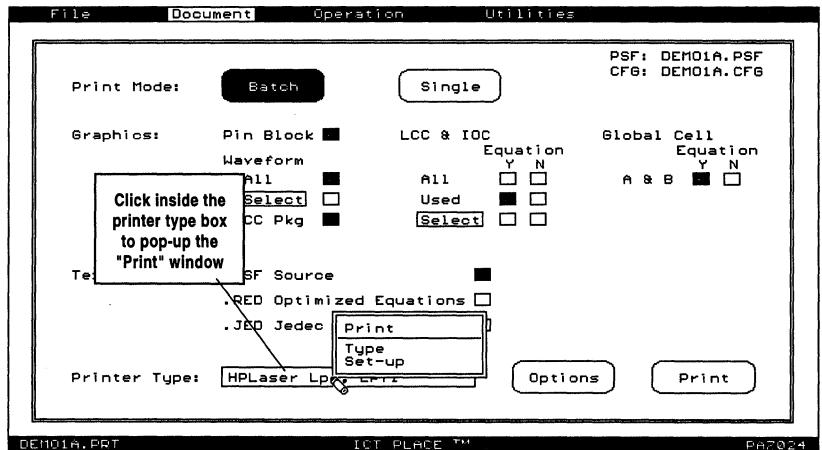 File Document Operation Utilities
PSF: DEMO1A.PSF
CFG: DEMO1A.CFG
Print Mode: Batch Single
Graphics: Pin Block LCC & IOC Global Cell
Equation Equation
Waveform Y N Y N
All All A & B
Select Used
CC Pkg Select
Click inside the
printer type box
to pop-up the
"Print" window
Te SF Source
.RED Optimized Equations
.JED Jedec
Print
Type
Set-up
Printer Type: HPLaser Options Print
DEMO1A.PRT ICT PLACE ™ PA7024